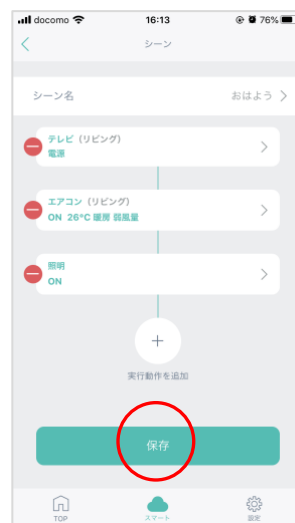 docomo 16:13 76%
シーン
シーン名 おはよう
テレビ (リビング)
電源
エアコン (リビング)
ON 26°C 暖房 弱風量
照明
ON
実行動作を追加
保存
TOP スマート 設定